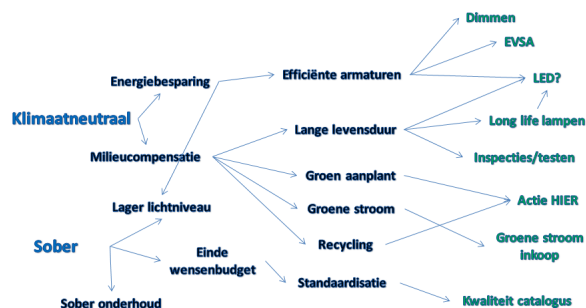 Dimmen
EVSA
Energiebesparing
Efficiënte armaturen
LED?
Klimaatneutraal
Lange levensduur
Long life lampen
Milieucompensatie
Inspecties/testen
Groen aanplant
Lager lichtniveau
Groene stroom
Actie HIER
Sober
Einde
wensenbudget
Recycling
Groene stroom
inkoop
Standaardisatie
Sober onderhoud
Kwaliteit catalogus